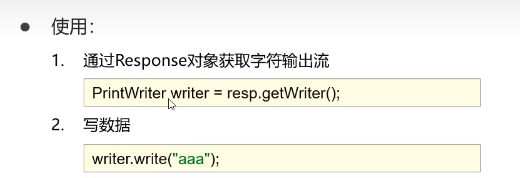 ● 使用：
1. 通过Response对象获取字符输出流
PrintWriter writer = resp.getWriter();
2. 写数据
writer.write("aaa");